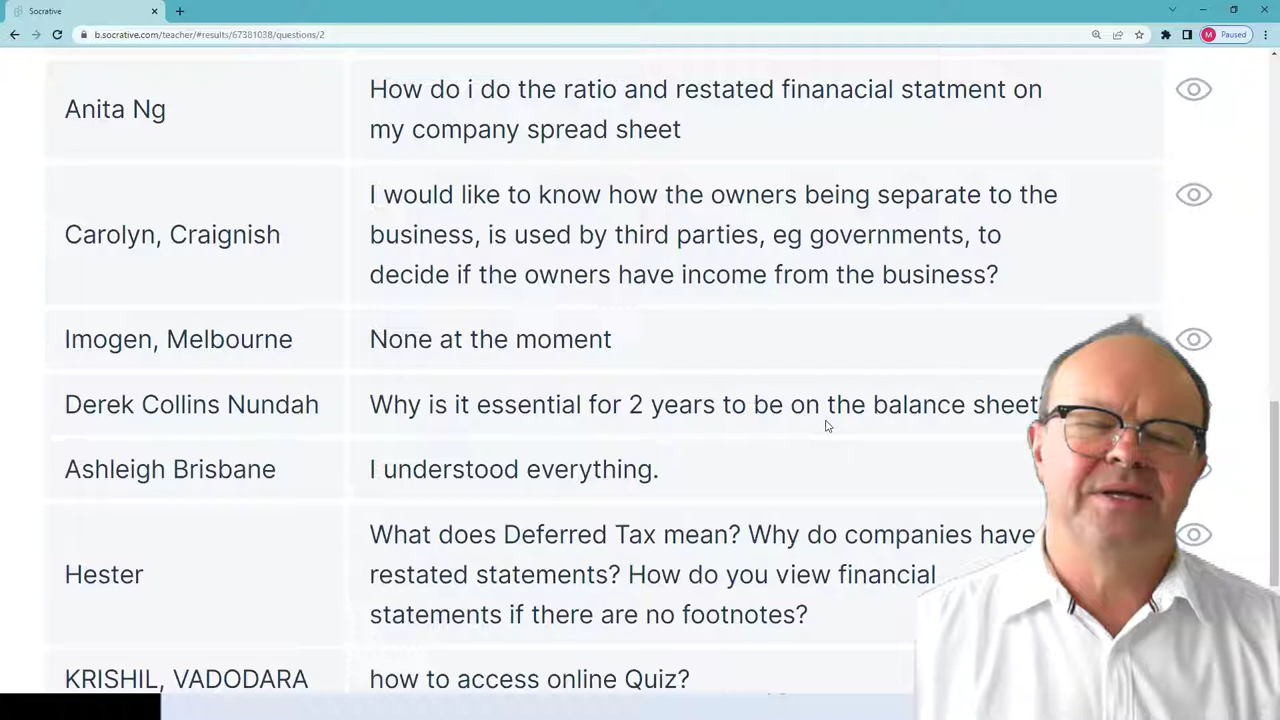 Socrative
b.socrative.com/teacher/#results/67381038/questions/2
M Paused
Anita Ng
How do i do the ratio and restated finanacial statment on
my company spread sheet
Carolyn, Craignish
I would like to know how the owners being separate to the
business, is used by third parties, eg governments, to
decide if the owners have income from the business?
Imogen, Melbourne
None at the moment
Derek Collins Nundah
Why is it essential for 2 years to be on the balance sheet
Ashleigh Brisbane
I understood everything.
Hester
What does Deferred Tax mean? Why do companies have
restated statements? How do you view financial
statements if there are no footnotes?
KRISHIL, VADODARA
how to access online Quiz?